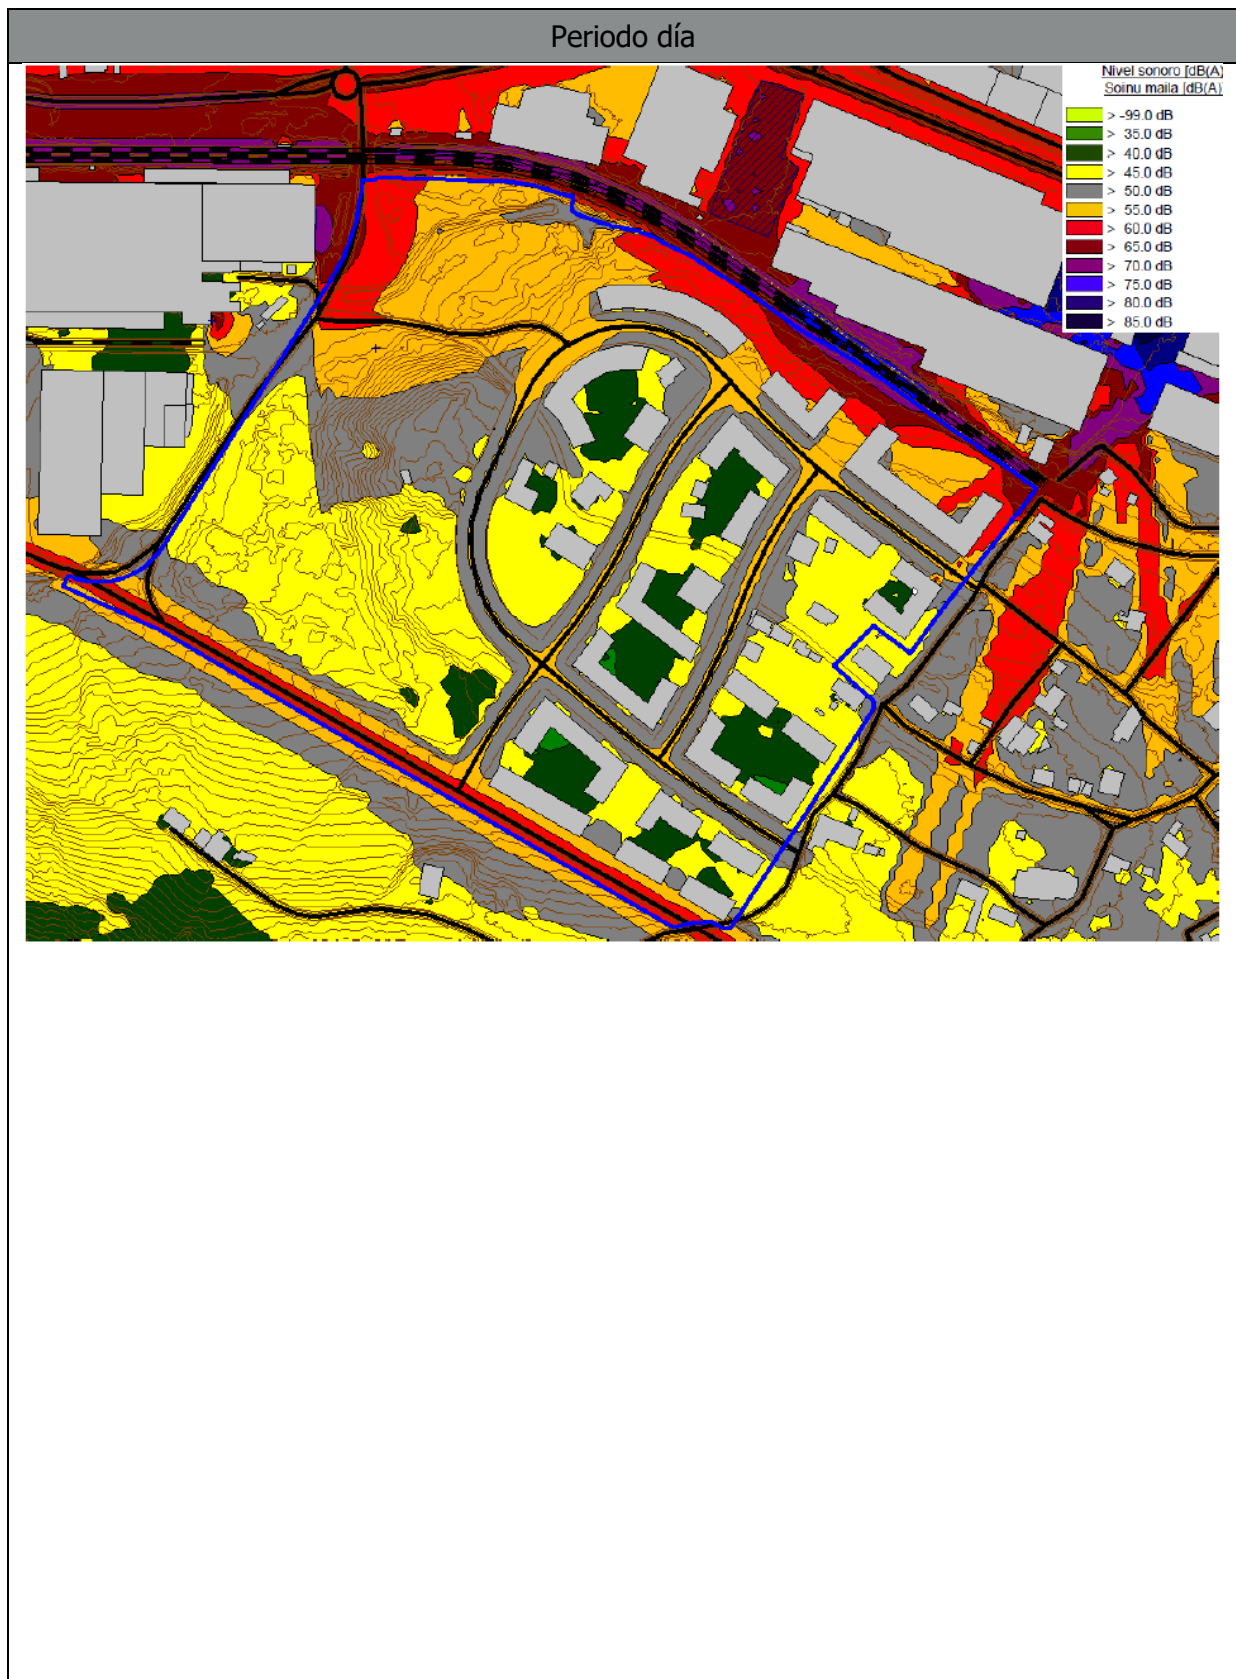 Periodo día
Nivel sonoro [dB(A)
Soinu maila [dB(A)
> -99.0 dB
> 35.0 dB
> 40.0 dB
> 45.0 dB
> 50.0 dB
> 55.0 dB
> 60.0 dB
> 65.0 dB
> 70.0 dB
> 75.0 dB
> 80.0 dB
> 85.0 dB